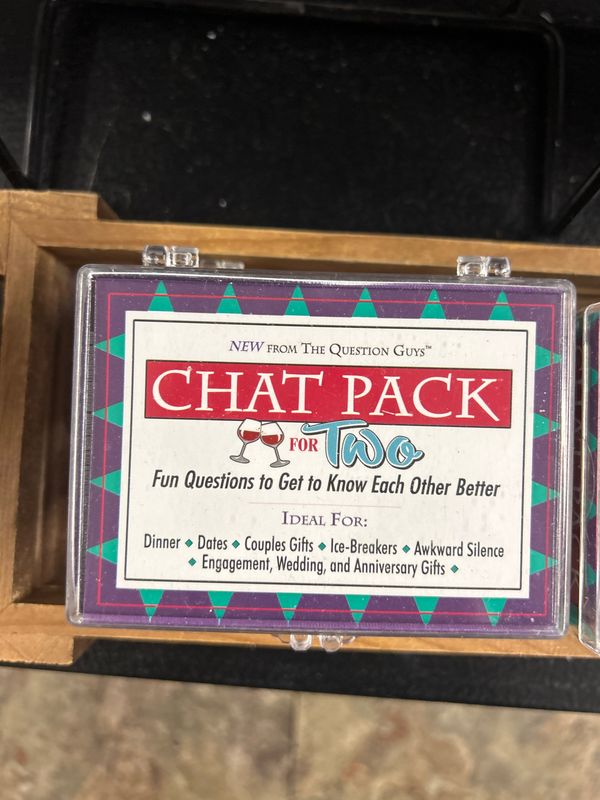 NEW FROM THE QUESTION GUYS™
CHAT PACK
FOR Two
Fun Questions to Get to Know Each Other Better
IDEAL FOR:
Dinner ◆ Dates ◆ Couples Gifts ◆ Ice-Breakers ◆ Awkward Silence
◆ Engagement, Wedding, and Anniversary Gifts ◆